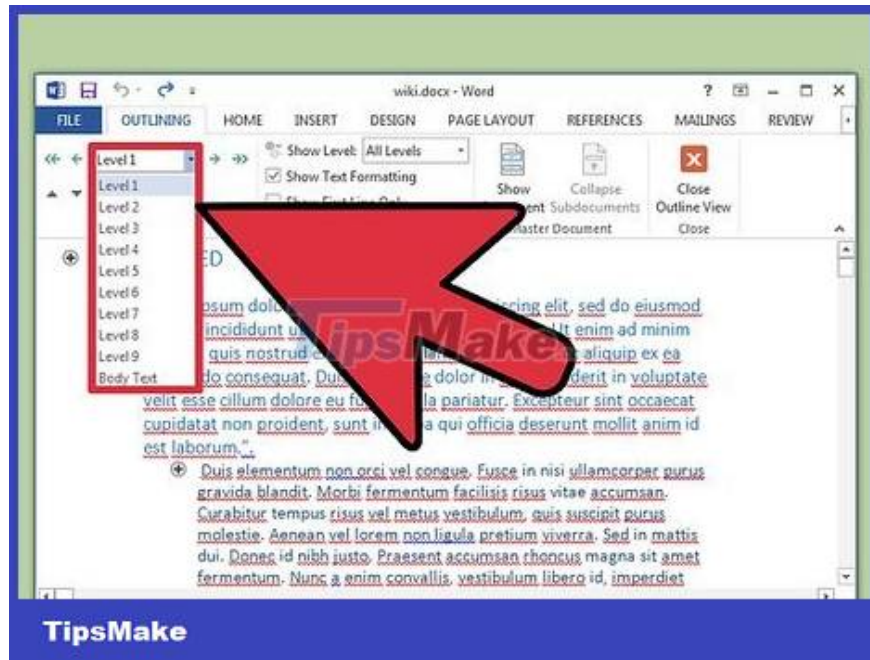 wiki.docx - Word
FILE OUTLINING HOME INSERT DESIGN PAGE LAYOUT REFERENCES MAILINGS REVIEW
Level 1
Show Level: All Levels
Show Text Formatting
Show First Line Only
Level 1
Level 2
Level 3
Level 4
Level 5
Level 6
Level 7
Level 8
Level 9
Body Text
Show
Collapse
Subdocuments
Master Document
Close
Outline View
Close
ED
TipsMake
dol scing elit, sed do eiusmod
incididunt Ut enim ad minim
quis nostrud aliquip ex ea
consequat. dolor in voluptate
velit esse cillum dolore eu pariatur. Excepteur sint occaecat
cupidatat non proident, sunt in qui officia deserunt mollit anim id
est laborum.".
Duis elementum non orci vel congue. Fusce in nisi ullamcorper purus
gravida blandit. Morbi fermentum facilisis risus vitae accumsan.
Curabitur tempus risus vel metus vestibulum, quis suscipit purus
molestie. Aenean vel lorem non ligula pretium viverra. Sed in mattis
dui. Donec id nibh justo. Praesent accumsan rhoncus magna sit amet
fermentum. Nunc a enim convallis, vestibulum libero id, imperdiet
TipsMake